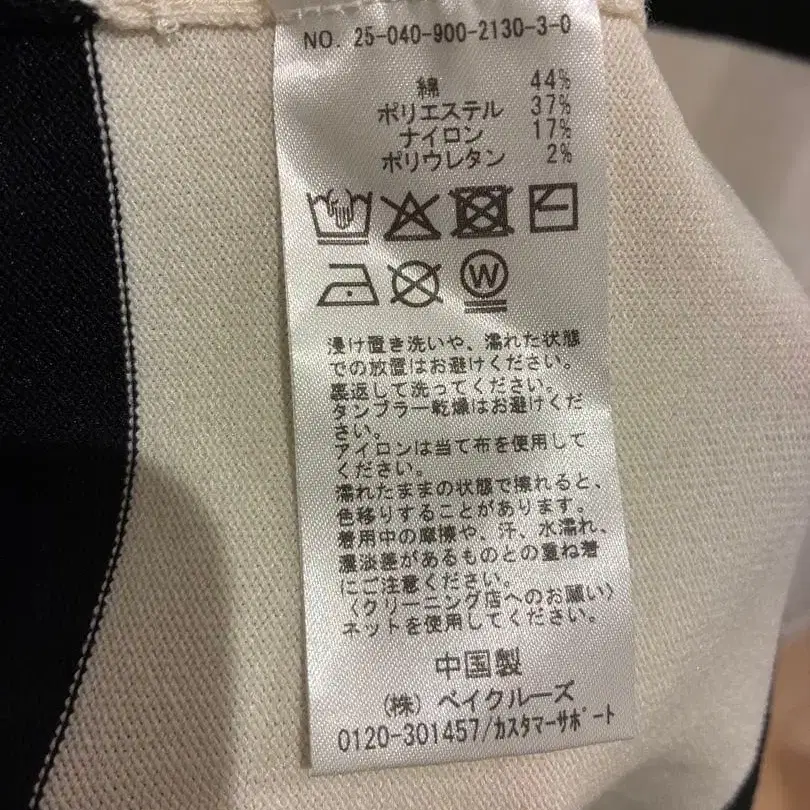 NO. 25-040-900-2130-3-0
綿 44%
ポリエステル 37%
ナイロン 17%
ポリウレタン 2%
W
浸け置き洗いや、濡れた状態
での放置はお避けください。
裏返して洗ってください。
タンブラー乾燥はお避けくだ
さい。
アイロンは当て布を使用して
ください。
濡れたままの状態で擦れると、
色移りすることがあります。
着用中の摩擦や、汗、水濡れ、
濃淡差があるものとの重ね着
にご注意ください。
〈クリーニング店へのお願い〉
ネットを使用してください。
中国製
(株) ベイクルーズ
0120-301457/カスタマーサポート